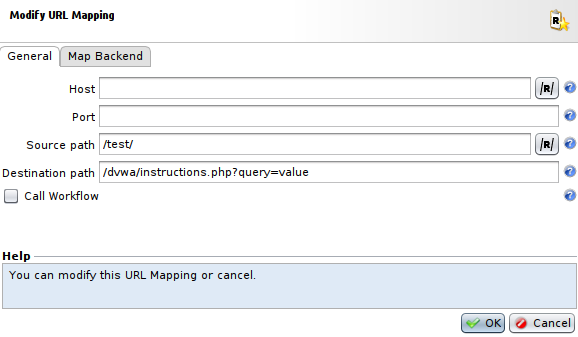 Modify URL Mapping
R
General Map Backend
Host /R/ ?
Port ?
Source path /test/ /R/ ?
Destination path /dvwa/instructions.php?query=value ?
Call Workflow ?
Help
You can modify this URL Mapping or cancel.
OK Cancel